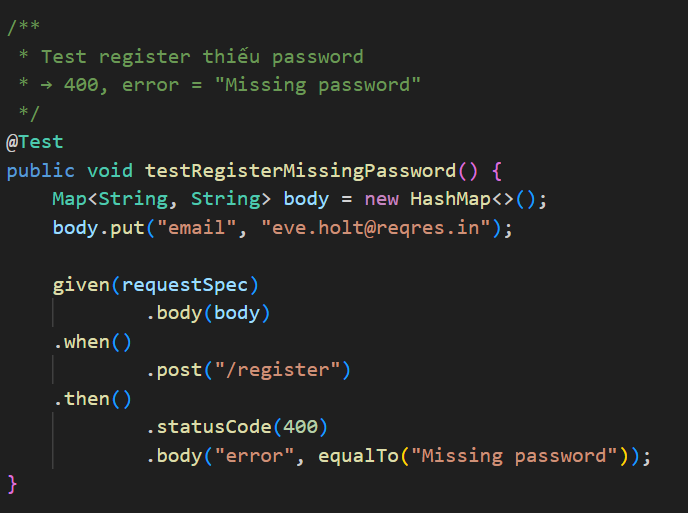 /**
 * Test register thiếu password
 * → 400, error = "Missing password"
 */
@Test
public void testRegisterMissingPassword() {
    Map<String, String> body = new HashMap<>();
    body.put("email", "eve.holt@reqres.in");

    given(requestSpec)
            .body(body)
    .when()
            .post("/register")
    .then()
            .statusCode(400)
            .body("error", equalTo("Missing password"));
}